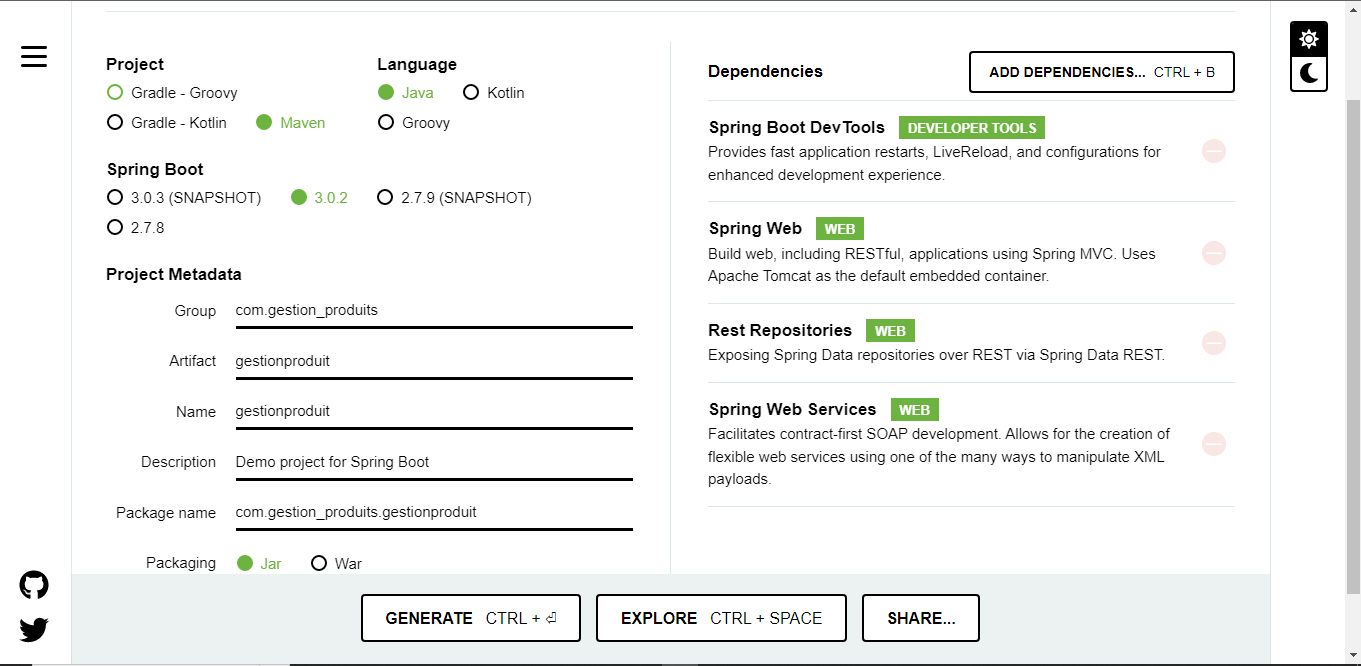 Project
Gradle - Groovy
Gradle - Kotlin Maven
Language
Java Kotlin
Groovy
Spring Boot
3.0.3 (SNAPSHOT) 3.0.2 2.7.9 (SNAPSHOT)
2.7.8
Project Metadata
Group com.gestion_produits
Artifact gestionproduit
Name gestionproduit
Description Demo project for Spring Boot
Package name com.gestion_produits.gestionproduit
Packaging Jar War
Dependencies ADD DEPENDENCIES... CTRL + B
Spring Boot DevTools DEVELOPER TOOLS
Provides fast application restarts, LiveReload, and configurations for
enhanced development experience.
Spring Web WEB
Build web, including RESTful, applications using Spring MVC. Uses
Apache Tomcat as the default embedded container.
Rest Repositories WEB
Exposing Spring Data repositories over REST via Spring Data REST.
Spring Web Services WEB
Facilitates contract-first SOAP development. Allows for the creation of
flexible web services using one of the many ways to manipulate XML
payloads.
GENERATE CTRL + ⏎ EXPLORE CTRL + SPACE SHARE...